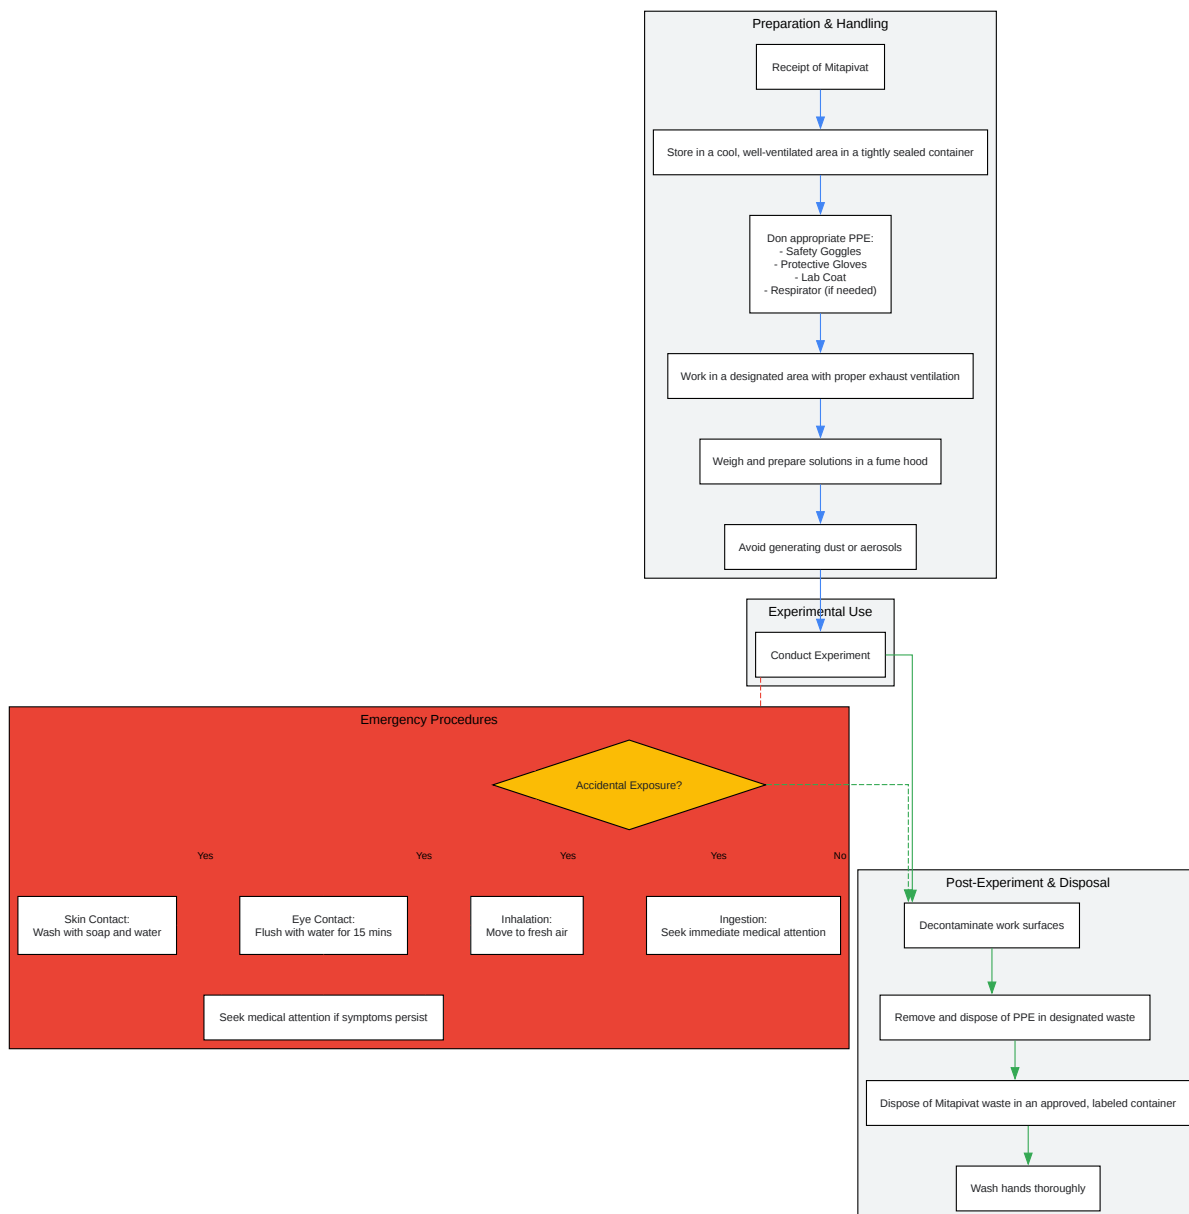 Preparation & Handling
Receipt of Mitapivat
Store in a cool, well-ventilated area in a tightly sealed container
Don appropriate PPE:
- Safety Goggles
- Protective Gloves
- Lab Coat
- Respirator (if needed)
Work in a designated area with proper exhaust ventilation
Weigh and prepare solutions in a fume hood
Avoid generating dust or aerosols
Experimental Use
Conduct Experiment
Emergency Procedures
Accidental Exposure?
Yes
Yes
Yes
Yes
No
Skin Contact:
Wash with soap and water
Eye Contact:
Flush with water for 15 mins
Inhalation:
Move to fresh air
Ingestion:
Seek immediate medical attention
Seek medical attention if symptoms persist
Post-Experiment & Disposal
Decontaminate work surfaces
Remove and dispose of PPE in designated waste
Dispose of Mitapivat waste in an approved, labeled container
Wash hands thoroughly